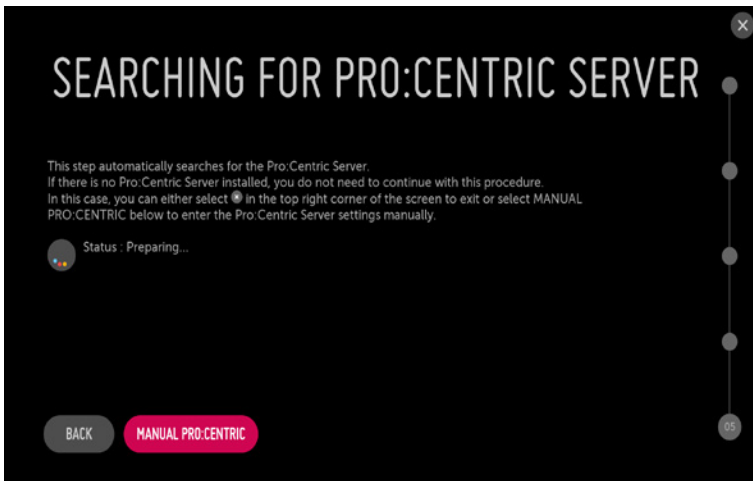 SEARCHING FOR PRO:CENTRIC SERVER
This step automatically searches for the Pro:Centric Server.
If there is no Pro:Centric Server installed, you do not need to continue with this procedure.
In this case, you can either select in the top right corner of the screen to exit or select MANUAL
PRO:CENTRIC below to enter the Pro:Centric Server settings manually.
Status : Preparing...
BACK
MANUAL PRO:CENTRIC
05